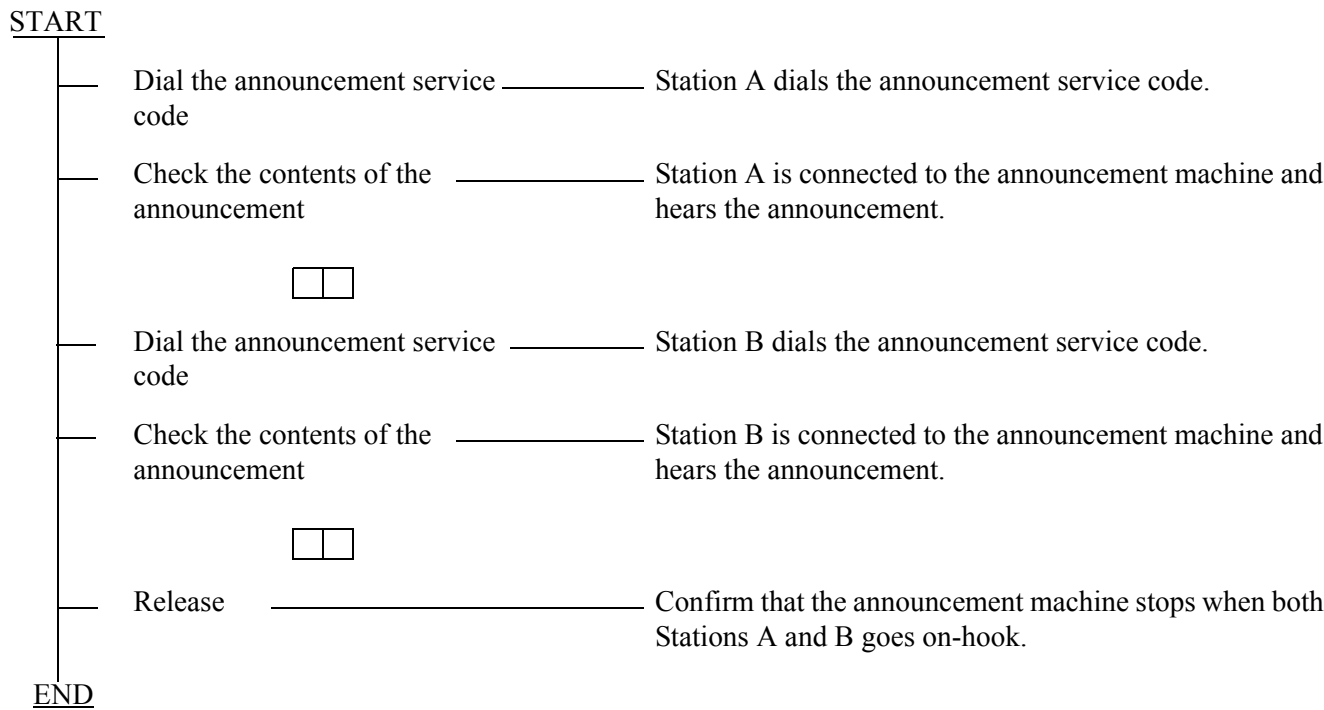 START
Dial the announcement service code
Station A dials the announcement service code.
Check the contents of the announcement
Station A is connected to the announcement machine and
hears the announcement.
Dial the announcement service code
Station B dials the announcement service code.
Check the contents of the announcement
Station B is connected to the announcement machine and
hears the announcement.
Release
Confirm that the announcement machine stops when both
Stations A and B goes on-hook.
END